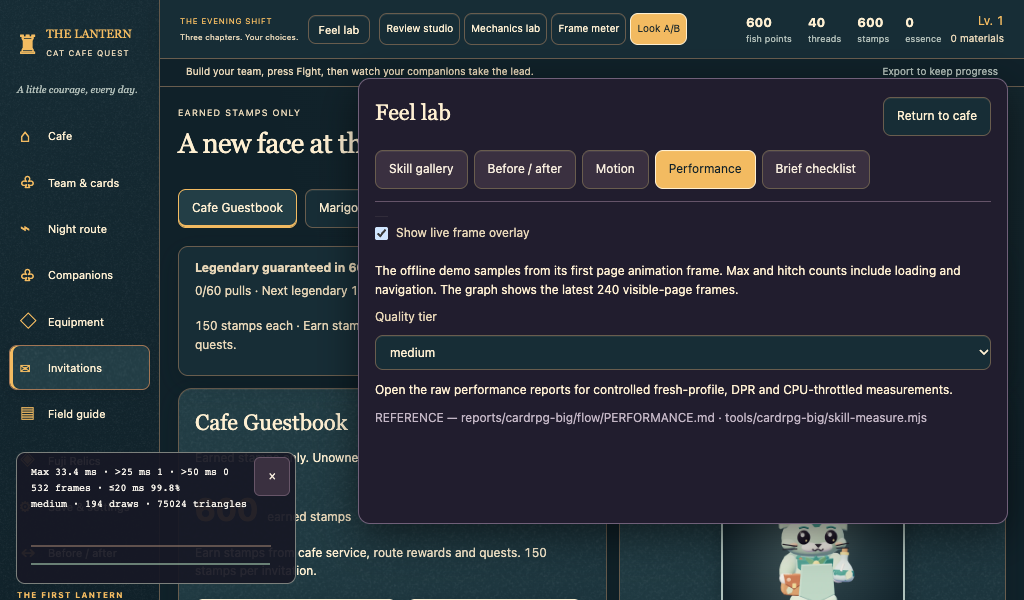 THE LANTERN
CAT CAFE QUEST
A little courage, every day.
Cafe
Team & cards
Night route
Companions
Equipment
Invitations
Field guide
Full Relics
Before / after
THE FIRST LANTERN
THE EVENING SHIFT
Three chapters. Your choices.
Feel lab
Review studio
Mechanics lab
Frame meter
Look A/B
600 fish points
40 threads
600 stamps
0 essence
Lv. 1
0 materials
Build your team, press Fight, then watch your companions take the lead.
Export to keep progress
EARNED STAMPS ONLY
A new face at th
Cafe Guestbook
Marigo
Legendary guaranteed in 60
0/60 pulls · Next legendary 1
150 stamps each · Earn stam
quests.
Cafe Guestbook
only. Unowne
600 earned stamps
Earn stamps from cafe service, route rewards and quests. 150
stamps per invitation.
Feel lab
Return to cafe
Skill gallery
Before / after
Motion
Performance
Brief checklist
Show live frame overlay
The offline demo samples from its first page animation frame. Max and hitch counts include loading and
navigation. The graph shows the latest 240 visible-page frames.
Quality tier
medium
Open the raw performance reports for controlled fresh-profile, DPR and CPU-throttled measurements.
REFERENCE — reports/cardrpg-big/flow/PERFORMANCE.md · tools/cardrpg-big/skill-measure.mjs
Max 33.4 ms · >25 ms 1 · >50 ms 0
532 frames · ≤20 ms 99.8%
medium · 194 draws · 75024 triangles
×